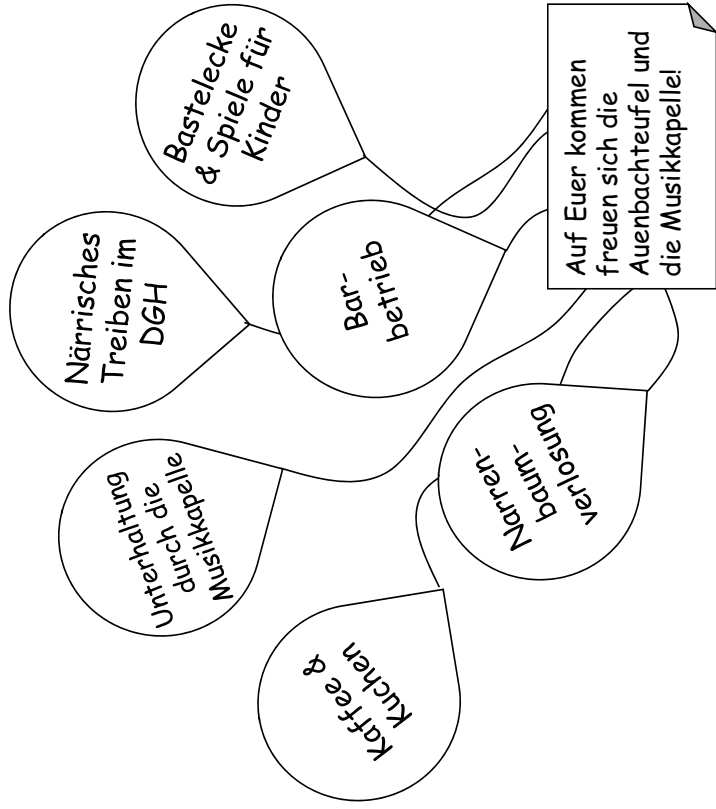 Kaffee &
Kuchen
Unterhaltung
durch die
Musikkapelle
Närrisches
Treiben im
DGH
Bastelecke
& Spiele für
Kinder
Narren-
baum-
verlosung
Bar-
betrieb
Auf Euer kommen
freuen sich die
Auenbachteufel und
die Musikkapelle!